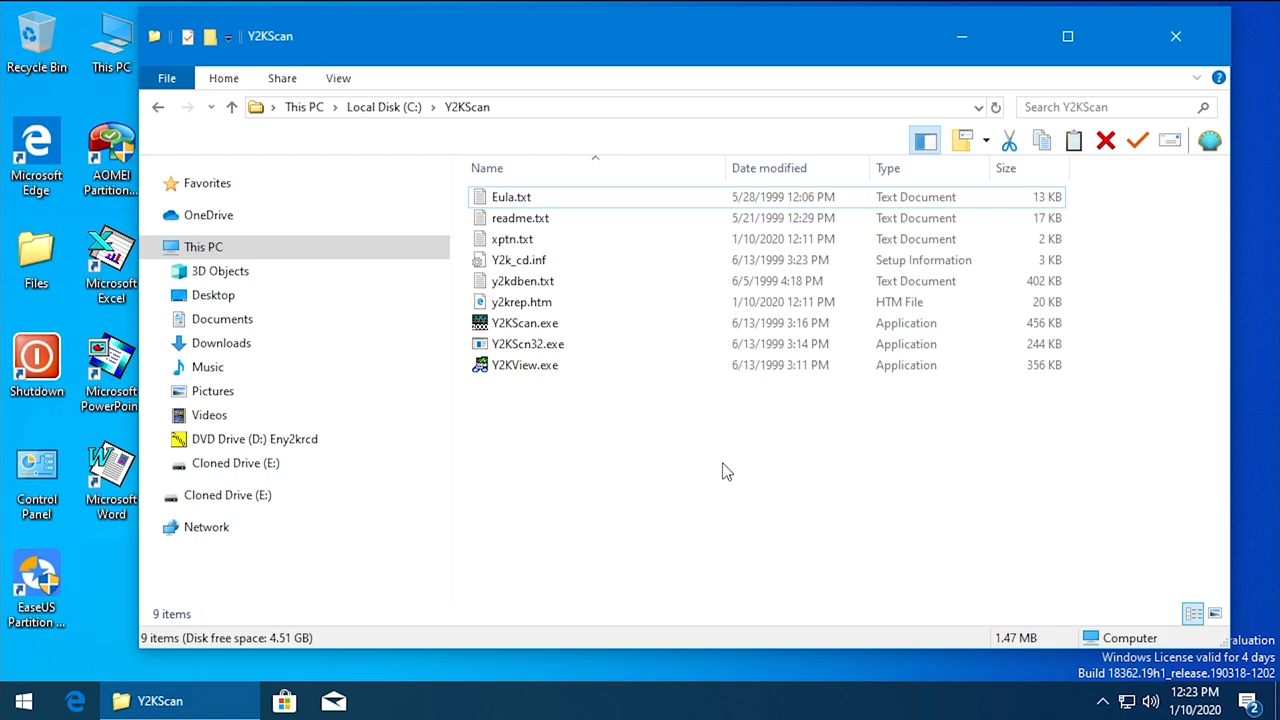 Recycle Bin
This PC
Microsoft
Edge
AOMEI
Partition...
Files
Microsoft
Excel
Shutdown
Microsoft
PowerPoin
Control
Panel
Microsoft
Word
EaseUS
Partition ...
Y2KScan
File
Home
Share
View
This PC
Local Disk (C:)
Y2KScan
Search Y2KScan
Favorites
OneDrive
This PC
3D Objects
Desktop
Documents
Downloads
Music
Pictures
Videos
DVD Drive (D:) Eny2krcd
Cloned Drive (E:)
Cloned Drive (E:)
Network
Name Date modified Type Size
Eula.txt 5/28/1999 12:06 PM Text Document 13 KB
readme.txt 5/21/1999 12:29 PM Text Document 17 KB
xptn.txt 1/10/2020 12:11 PM Text Document 2 KB
Y2k_cd.inf 6/13/1999 3:23 PM Setup Information 3 KB
y2kdben.txt 6/5/1999 4:18 PM Text Document 402 KB
y2krep.htm 1/10/2020 12:11 PM HTM File 20 KB
Y2KScan.exe 6/13/1999 3:16 PM Application 456 KB
Y2KScn32.exe 6/13/1999 3:14 PM Application 244 KB
Y2KView.exe 6/13/1999 3:11 PM Application 356 KB
9 items
9 items (Disk free space: 4.51 GB)
1.47 MB
Computer
aluation
Windows License valid for 4 days
Build 18362.19h1_release.190318-1202
Y2KScan
12:23 PM
1/10/2020
2